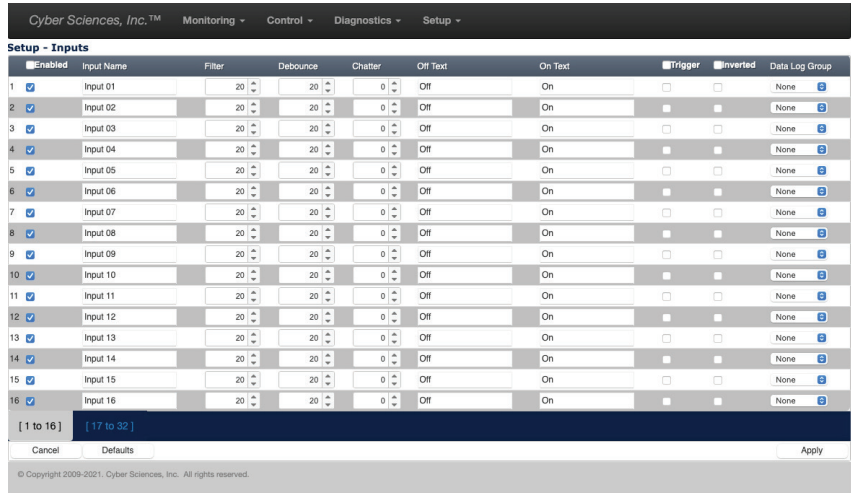 Cyber Sciences, Inc.™ Monitoring Control Diagnostics Setup
Setup - Inputs
Enabled Input Name Filter Debounce Chatter Off Text On Text Trigger Inverted Data Log Group
1 Input 01 20 20 0 Off On None
2 Input 02 20 20 0 Off On None
3 Input 03 20 20 0 Off On None
4 Input 04 20 20 0 Off On None
5 Input 05 20 20 0 Off On None
6 Input 06 20 20 0 Off On None
7 Input 07 20 20 0 Off On None
8 Input 08 20 20 0 Off On None
9 Input 09 20 20 0 Off On None
10 Input 10 20 20 0 Off On None
11 Input 11 20 20 0 Off On None
12 Input 12 20 20 0 Off On None
13 Input 13 20 20 0 Off On None
14 Input 14 20 20 0 Off On None
15 Input 15 20 20 0 Off On None
16 Input 16 20 20 0 Off On None
[ 1 to 16 ] [ 17 to 32 ]
Cancel Defaults Apply
© Copyright 2009-2021. Cyber Sciences, Inc. All rights reserved.